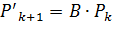 P'ₖ₊₁ = B · Pₖ